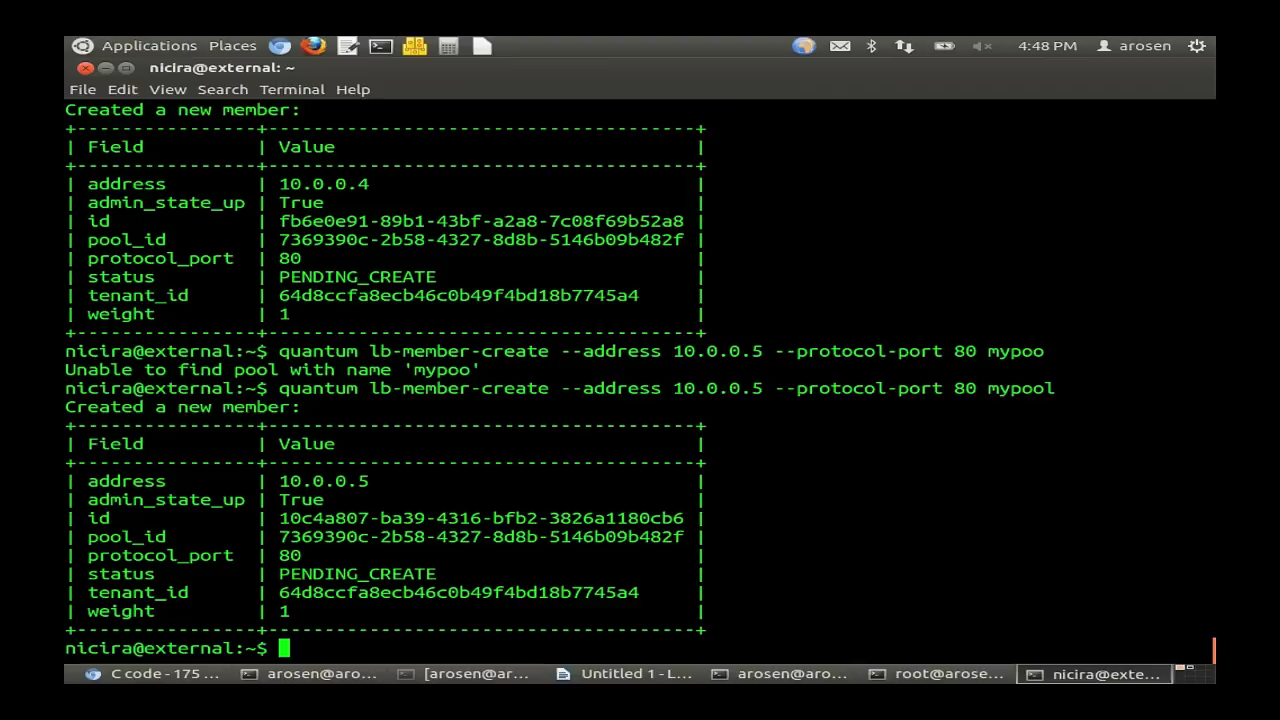 Applications Places 4:48 PM arosen
nicira@external: ~
File Edit View Search Terminal Help
Created a new member:
+----------------+--------------------------------------+
| Field          | Value                                |
+----------------+--------------------------------------+
| address        | 10.0.0.4                             |
| admin_state_up | True                                 |
| id             | fb6e0e91-89b1-43bf-a2a8-7c08f69b52a8 |
| pool_id        | 7369390c-2b58-4327-8d8b-5146b09b482f |
| protocol_port  | 80                                   |
| status         | PENDING_CREATE                       |
| tenant_id      | 64d8ccfa8ecb46c0b49f4bd18b7745a4     |
| weight         | 1                                    |
+----------------+--------------------------------------+
nicira@external:~$ quantum lb-member-create --address 10.0.0.5 --protocol-port 80 mypoo
Unable to find pool with name 'mypoo'
nicira@external:~$ quantum lb-member-create --address 10.0.0.5 --protocol-port 80 mypool
Created a new member:
+----------------+--------------------------------------+
| Field          | Value                                |
+----------------+--------------------------------------+
| address        | 10.0.0.5                             |
| admin_state_up | True                                 |
| id             | 10c4a807-ba39-4316-bfb2-3826a1180cb6 |
| pool_id        | 7369390c-2b58-4327-8d8b-5146b09b482f |
| protocol_port  | 80                                   |
| status         | PENDING_CREATE                       |
| tenant_id      | 64d8ccfa8ecb46c0b49f4bd18b7745a4     |
| weight         | 1                                    |
+----------------+--------------------------------------+
nicira@external:~$
C code - 175 ... arosen@aro... [arosen@ar... Untitled 1 - L... arosen@aro... root@arose... nicira@exte...